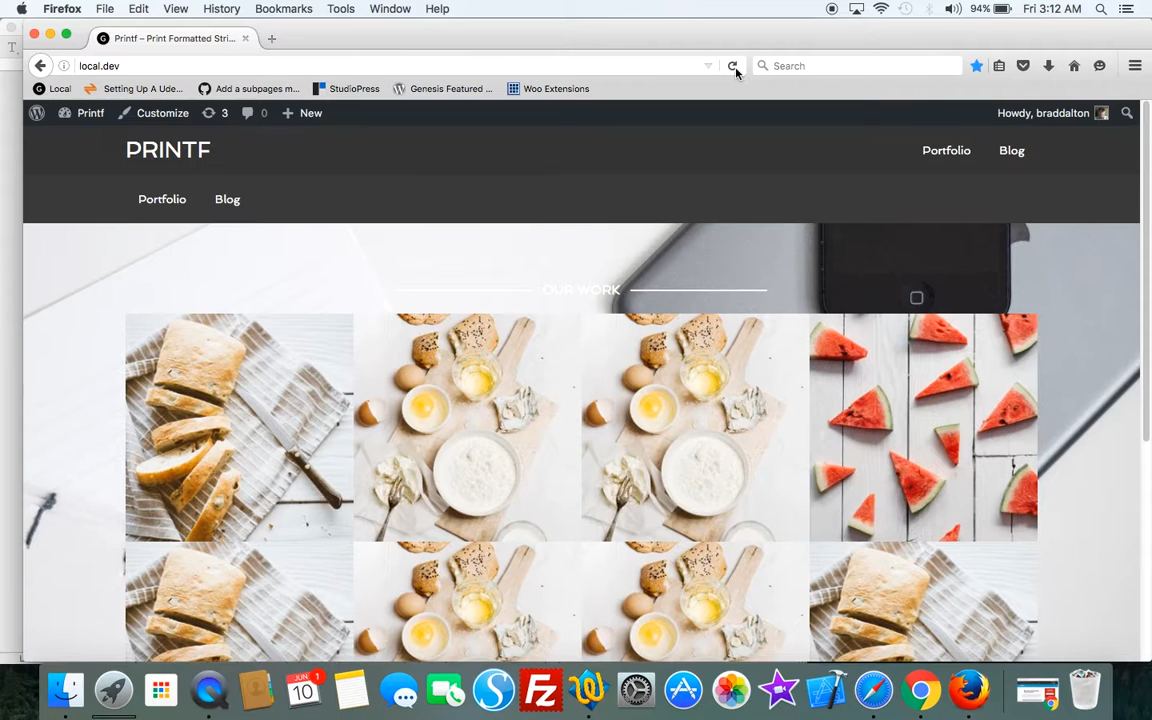 Firefox File Edit View History Bookmarks Tools Window Help 94% Fri 3:12 AM
Printf – Print Formatted Stri...
T
local.dev Search
Local Setting Up A Ude... Add a subpages m... StudioPress Genesis Featured ... Woo Extensions
Printf Customize 3 0 New Howdy, braddalton
PRINTF Portfolio Blog
Portfolio Blog
OUR WORK
1
10